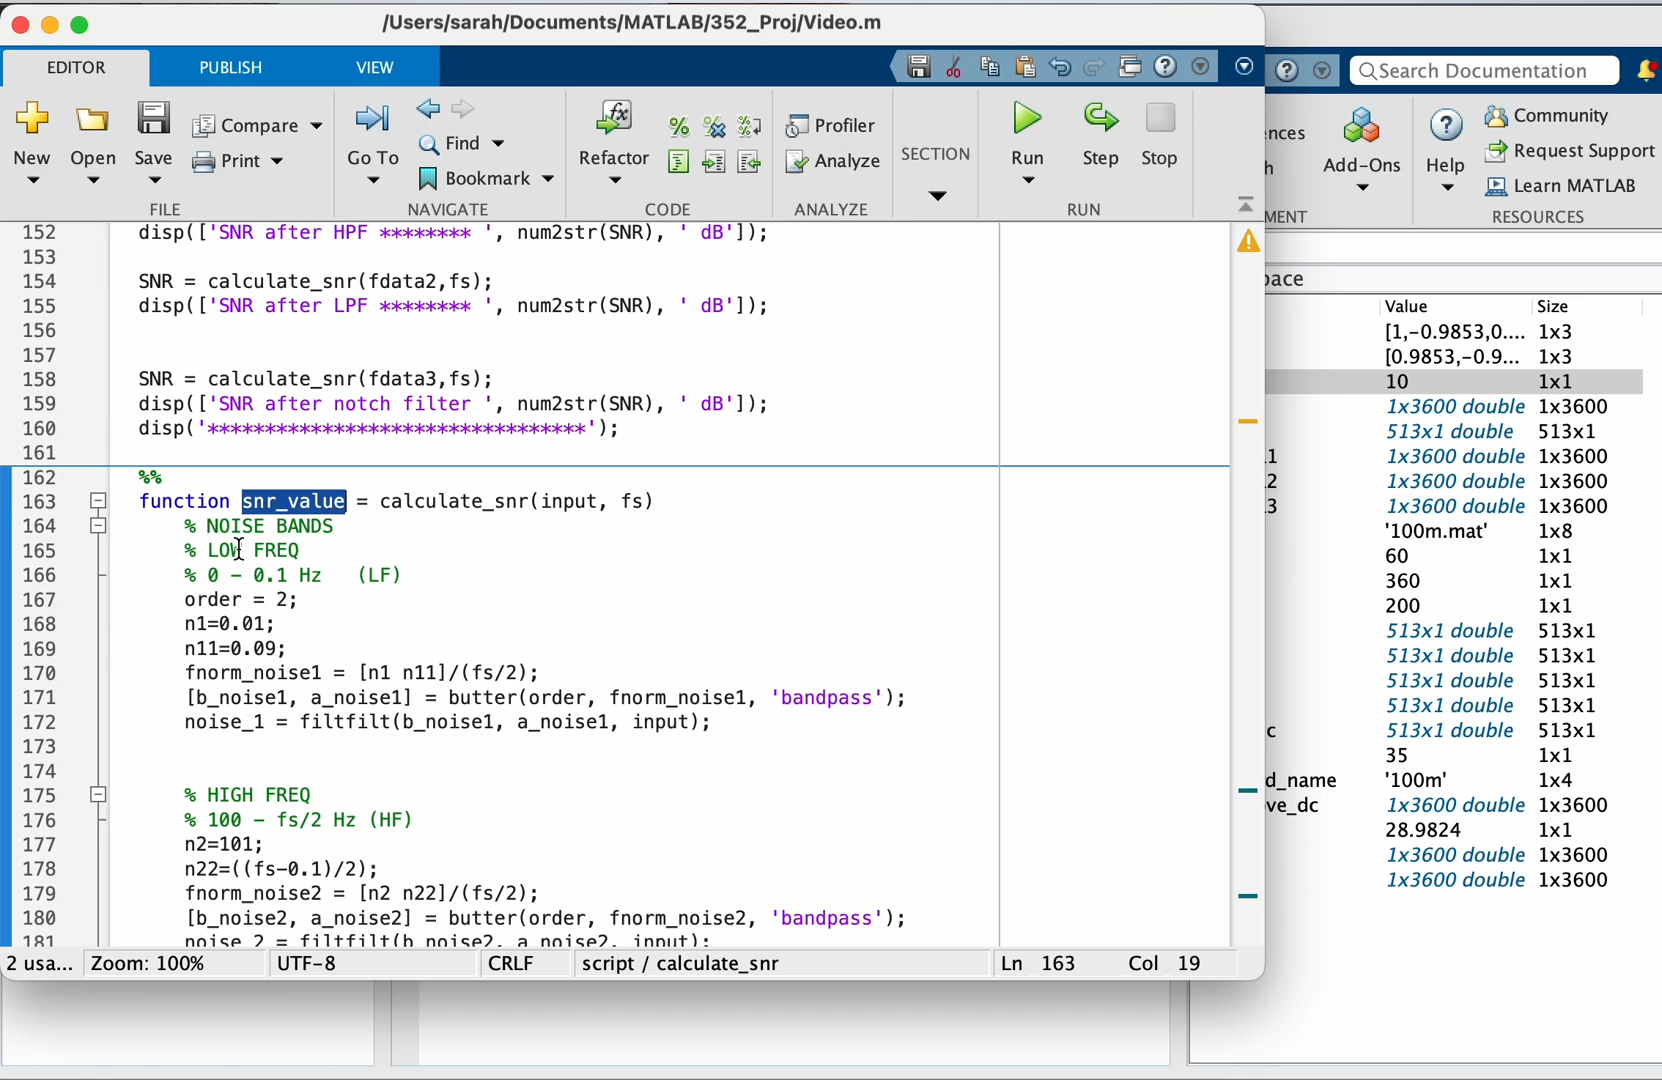 /Users/sarah/Documents/MATLAB/352_Proj/Video.m
EDITOR PUBLISH VIEW
Search Documentation
New Open Save Compare Print
Go To Find Bookmark
Refactor
Profiler Analyze
SECTION
Run Step Stop
Add-Ons Help Community
Request Support
Learn MATLAB
FILE NAVIGATE CODE ANALYZE RUN RESOURCES
152 disp(['SNR after HPF ******** ', num2str(SNR), ' dB']);
153
154 SNR = calculate_snr(fdata2,fs);
155 disp(['SNR after LPF ******** ', num2str(SNR), ' dB']);
156
157
158 SNR = calculate_snr(fdata3,fs);
159 disp(['SNR after notch filter ', num2str(SNR), ' dB']);
160 disp('*********************************');
161
162 %%
163 function snr_value = calculate_snr(input, fs)
164 % NOISE BANDS
165 % LOW FREQ
166 % 0 - 0.1 Hz (LF)
167 order = 2;
168 n1=0.01;
169 n11=0.09;
170 fnorm_noise1 = [n1 n11]/(fs/2);
171 [b_noise1, a_noise1] = butter(order, fnorm_noise1, 'bandpass');
172 noise_1 = filtfilt(b_noise1, a_noise1, input);
173
174
175 % HIGH FREQ
176 % 100 - fs/2 Hz (HF)
177 n2=101;
178 n22=((fs-0.1)/2);
179 fnorm_noise2 = [n2 n22]/(fs/2);
180 [b_noise2, a_noise2] = butter(order, fnorm_noise2, 'bandpass');
181 noise_2 = filtfilt(b_noise2, a_noise2, input);
2 usa... Zoom: 100% UTF-8 CRLF script / calculate_snr Ln 163 Col 19
Value Size
[1,-0.9853,0.... 1x3
[0.9853,-0.9... 1x3
10 1x1
1x3600 double 1x3600
513x1 double 513x1
1 1x3600 double 1x3600
2 1x3600 double 1x3600
3 1x3600 double 1x3600
'100m.mat' 1x8
60 1x1
360 1x1
200 1x1
513x1 double 513x1
513x1 double 513x1
513x1 double 513x1
513x1 double 513x1
c 513x1 double 513x1
35 1x1
d_name '100m' 1x4
ve_dc 1x3600 double 1x3600
28.9824 1x1
1x3600 double 1x3600
1x3600 double 1x3600